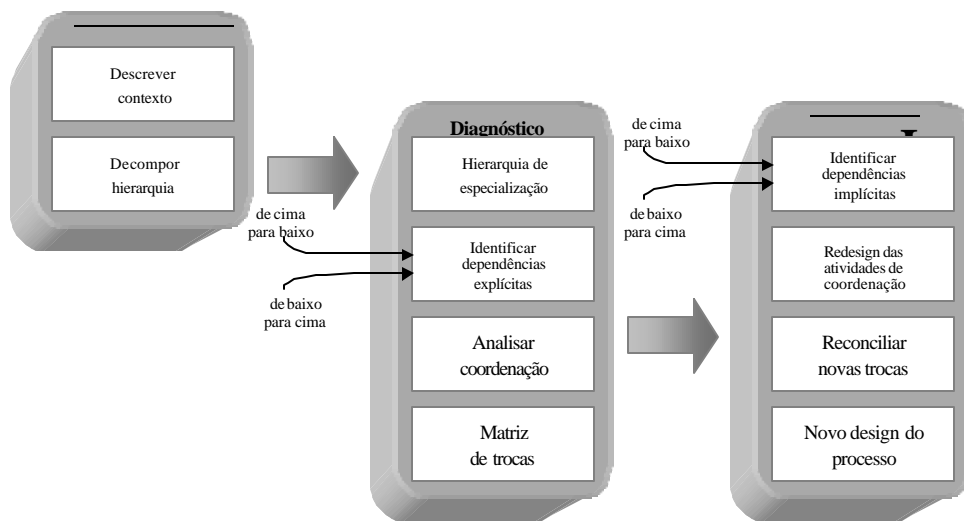 Descrever
contexto
Decompor
hierarquia
de cima
para baixo
de baixo
para cima
Diagnóstico
Hierarquia de
especialização
Identificar
dependências
explícitas
Analisar
coordenação
Matriz
de trocas
de cima
para baixo
de baixo
para cima
Identificar
dependências
implícitas
Redesign das
atividades de
coordenação
Reconciliar
novas trocas
Novo design do
processo